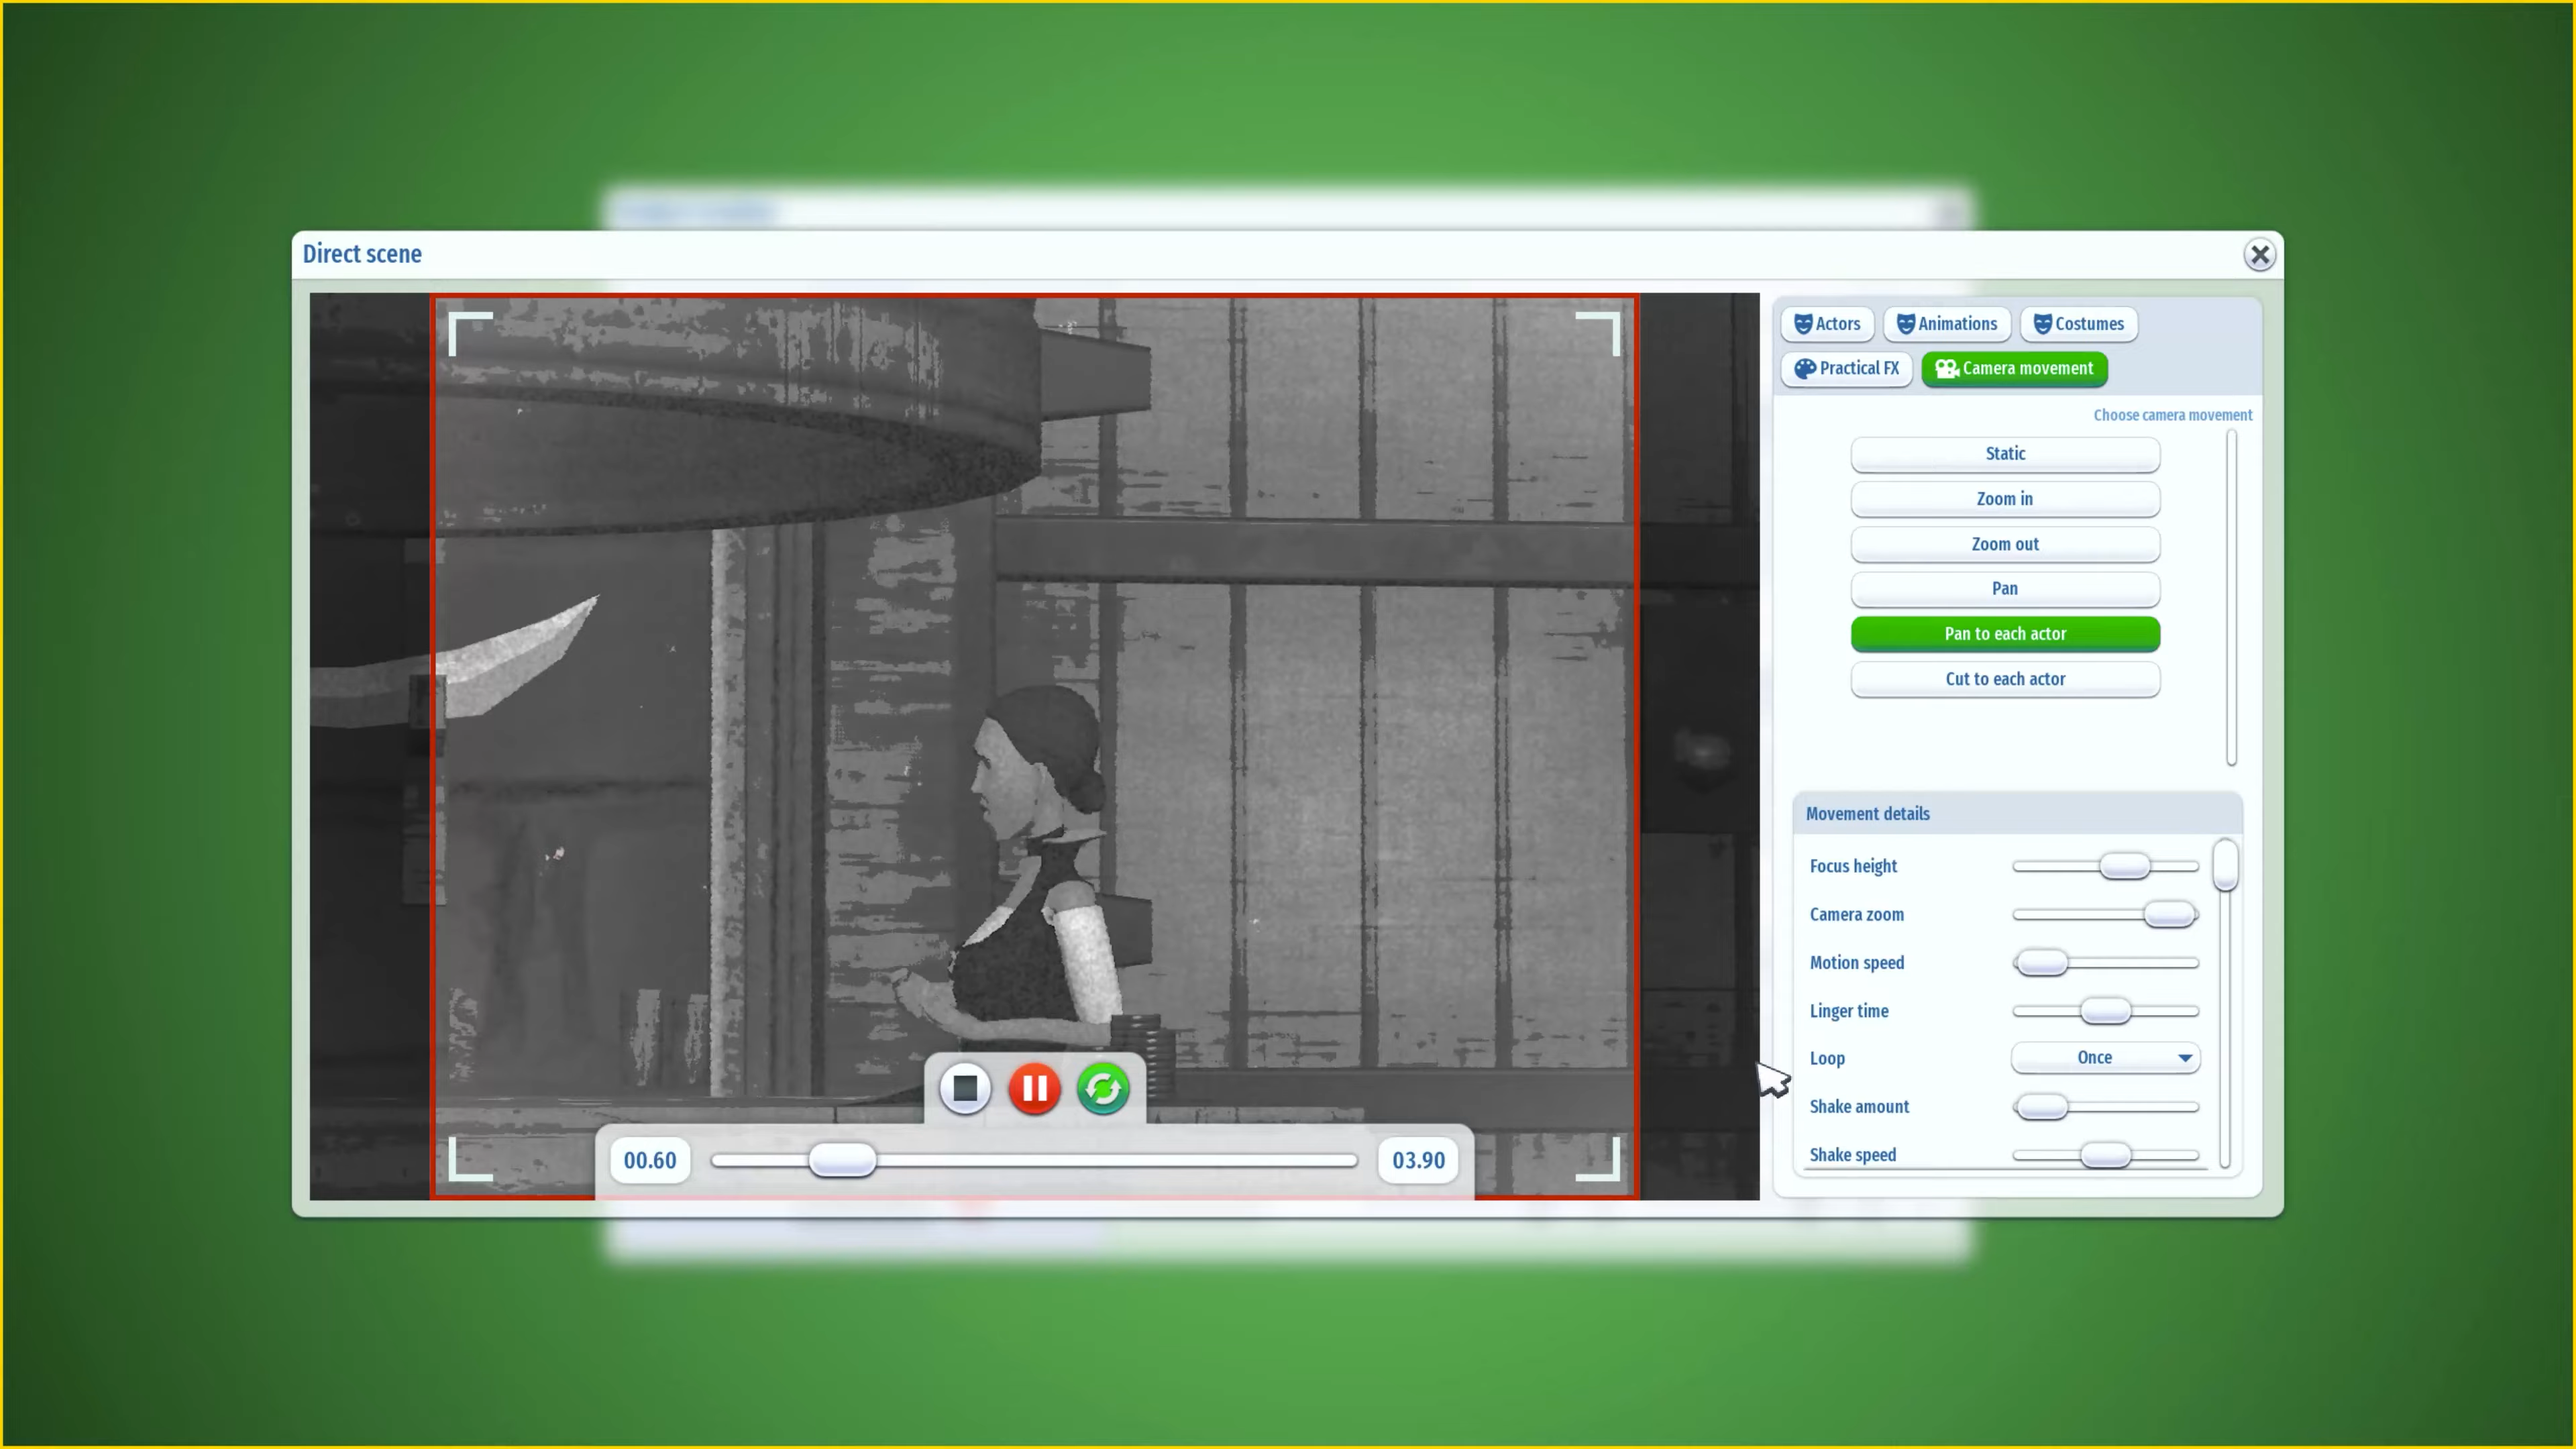 Direct scene
Actors
Animations
Costumes
Practical FX
Camera movement
Choose camera movement
Static
Zoom in
Zoom out
Pan
Pan to each actor
Cut to each actor
Movement details
Focus height
Camera zoom
Motion speed
Linger time
Loop
Once
Shake amount
Shake speed
00.60
03.90